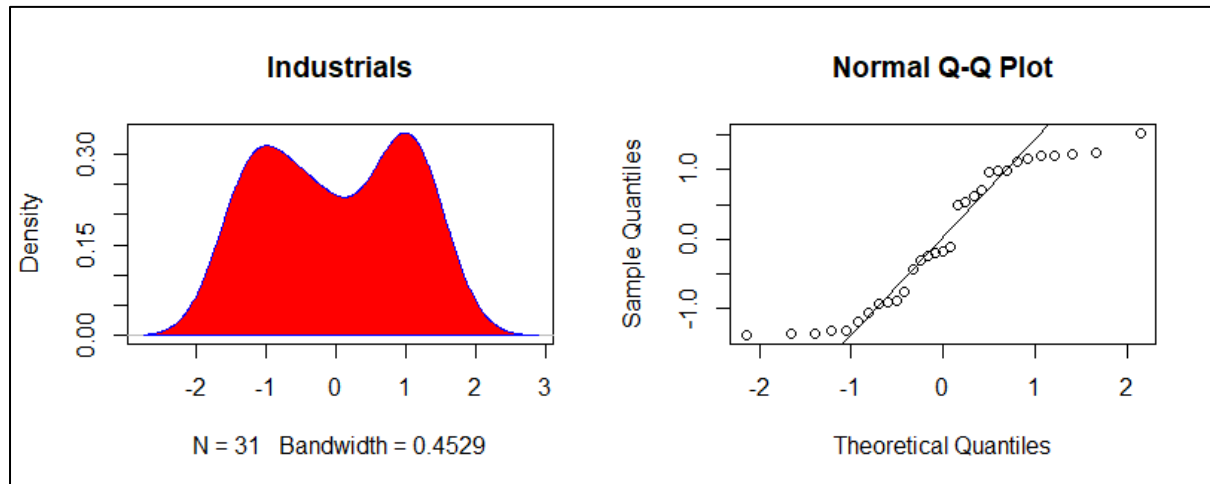 Industrials
Density
0.00
0.15
0.30
-2
-1
0
1
2
3
N = 31   Bandwidth = 0.4529
Normal Q-Q Plot
Sample Quantiles
-1.0
0.0
1.0
-2
-1
0
1
2
Theoretical Quantiles